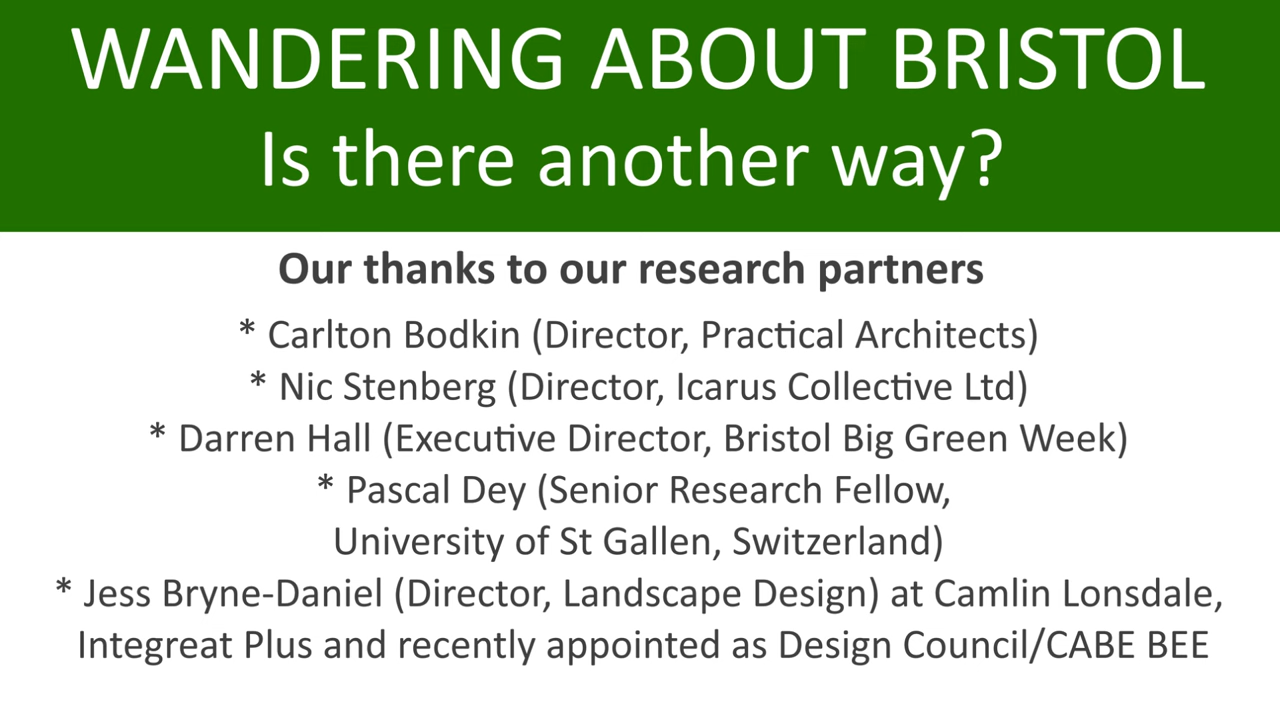 WANDERING ABOUT BRISTOL
Is there another way?
Our thanks to our research partners
* Carlton Bodkin (Director, Practical Architects)
* Nic Stenberg (Director, Icarus Collective Ltd)
* Darren Hall (Executive Director, Bristol Big Green Week)
* Pascal Dey (Senior Research Fellow,
University of St Gallen, Switzerland)
* Jess Bryne-Daniel (Director, Landscape Design) at Camlin Lonsdale,
Integreat Plus and recently appointed as Design Council/CABE BEE